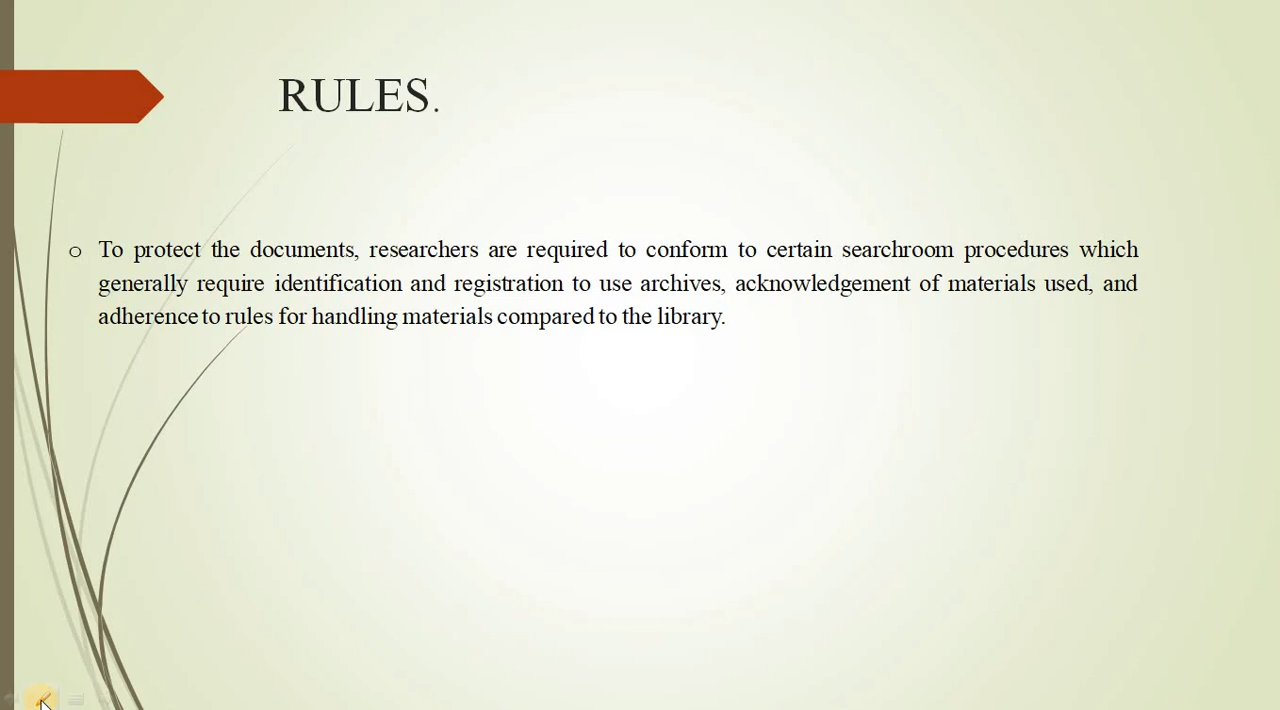 RULES.
o To protect the documents, researchers are required to conform to certain searchroom procedures which
generally require identification and registration to use archives, acknowledgement of materials used, and
adherence to rules for handling materials compared to the library.